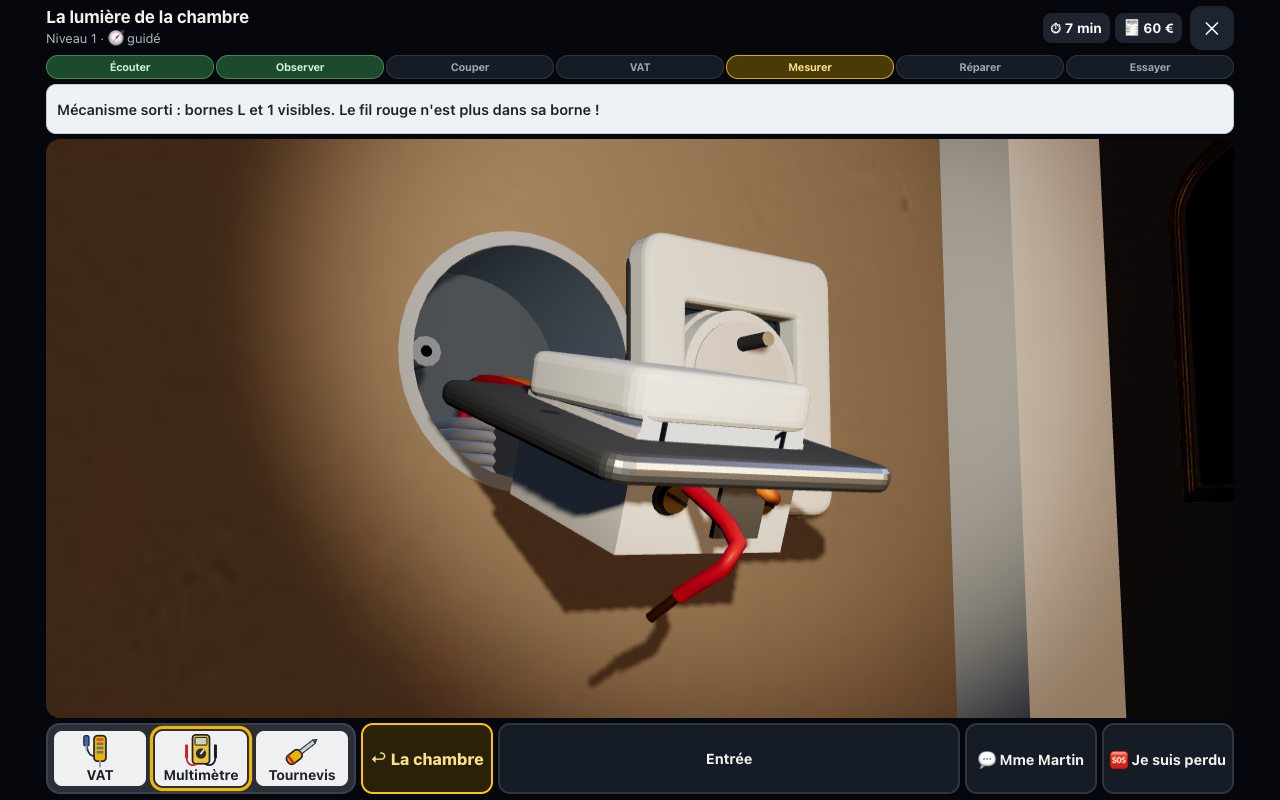 La lumière de la chambre
Niveau 1 · 🧭 guidé
⏱ 7 min
🧾 60 €
✕
Écouter
Observer
Couper
VAT
Mesurer
Réparer
Essayer
Mécanisme sorti : bornes L et 1 visibles. Le fil rouge n'est plus dans sa borne !
VAT
Multimètre
Tournevis
↩ La chambre
Entrée
💬 Mme Martin
🆘 Je suis perdu